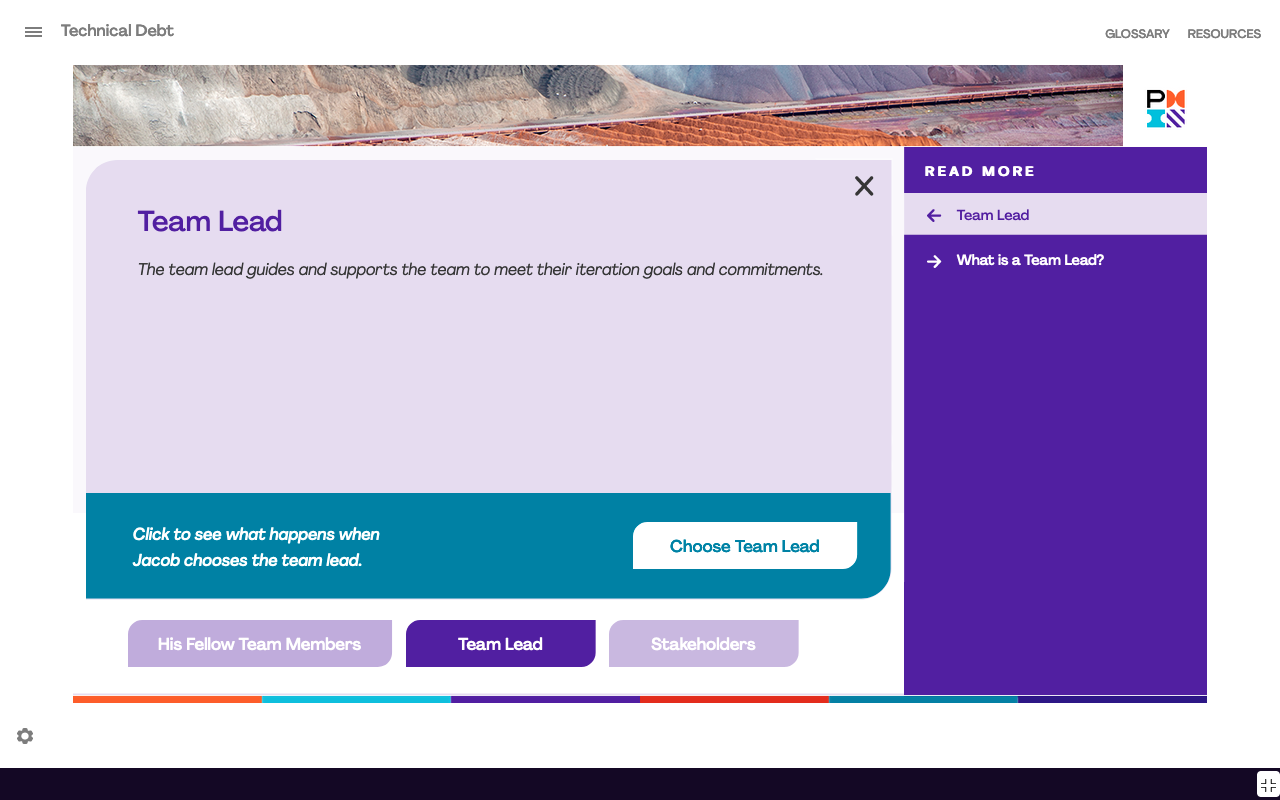 Technical Debt
GLOSSARY
RESOURCES
P
READ MORE
Team Lead
What is a Team Lead?
Team Lead
The team lead guides and supports the team to meet their iteration goals and commitments.
Click to see what happens when
Jacob chooses the team lead.
Choose Team Lead
His Fellow Team Members
Team Lead
Stakeholders